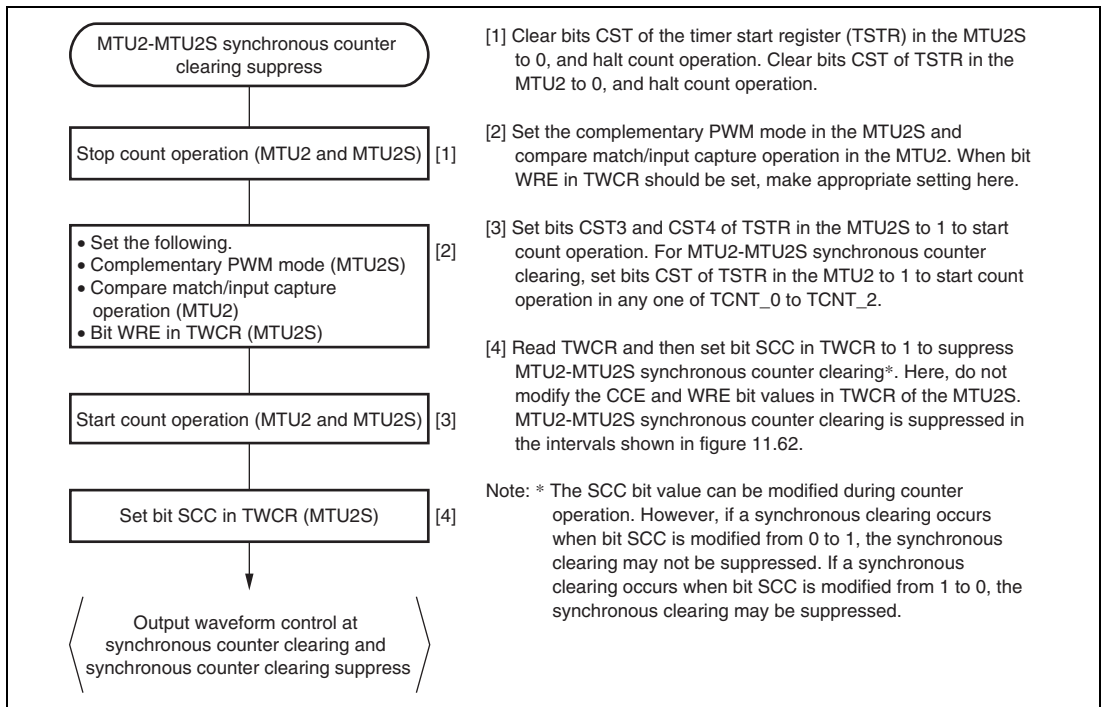 MTU2-MTU2S synchronous counter
clearing suppress
Stop count operation (MTU2 and MTU2S)
[1]
• Set the following.
• Complementary PWM mode (MTU2S)
• Compare match/input capture
operation (MTU2)
• Bit WRE in TWCR (MTU2S)
[2]
Start count operation (MTU2 and MTU2S)
[3]
Set bit SCC in TWCR (MTU2S)
[4]
Output waveform control at
synchronous counter clearing and
synchronous counter clearing suppress
[1] Clear bits CST of the timer start register (TSTR) in the MTU2S
to 0, and halt count operation. Clear bits CST of TSTR in the
MTU2 to 0, and halt count operation.
[2] Set the complementary PWM mode in the MTU2S and
compare match/input capture operation in the MTU2. When bit
WRE in TWCR should be set, make appropriate setting here.
[3] Set bits CST3 and CST4 of TSTR in the MTU2S to 1 to start
count operation. For MTU2-MTU2S synchronous counter
clearing, set bits CST of TSTR in the MTU2 to 1 to start count
operation in any one of TCNT_0 to TCNT_2.
[4] Read TWCR and then set bit SCC in TWCR to 1 to suppress
MTU2-MTU2S synchronous counter clearing*. Here, do not
modify the CCE and WRE bit values in TWCR of the MTU2S.
MTU2-MTU2S synchronous counter clearing is suppressed in
the intervals shown in figure 11.62.
Note: * The SCC bit value can be modified during counter
operation. However, if a synchronous clearing occurs
when bit SCC is modified from 0 to 1, the synchronous
clearing may not be suppressed. If a synchronous
clearing occurs when bit SCC is modified from 1 to 0, the
synchronous clearing may be suppressed.